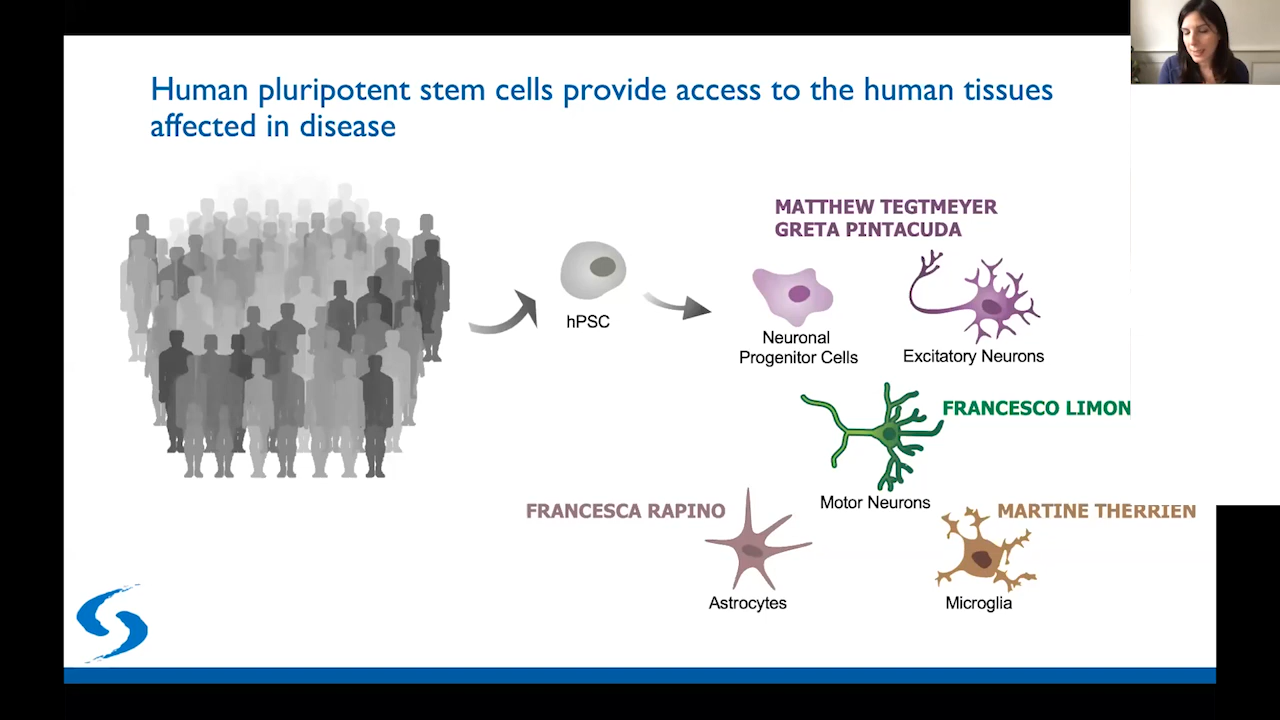 Human pluripotent stem cells provide access to the human tissues
affected in disease
MATTHEW TEGTMEYER
GRETA PINTACUDA
hPSC
Neuronal
Progenitor Cells
Excitatory Neurons
FRANCESCO LIMON
Motor Neurons
FRANCESCA RAPINO
MARTINE THERRIEN
Astrocytes
Microglia